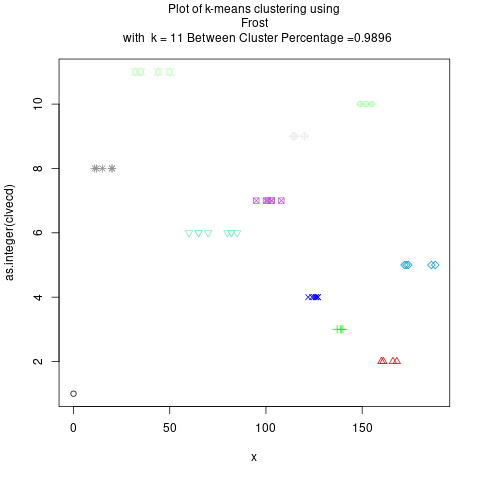 Plot of k-means clustering using
Frost
with k = 11 Between Cluster Percentage =0.9896
as.integer(clvecd)
10
8
6
4
2
0
50
100
150
x